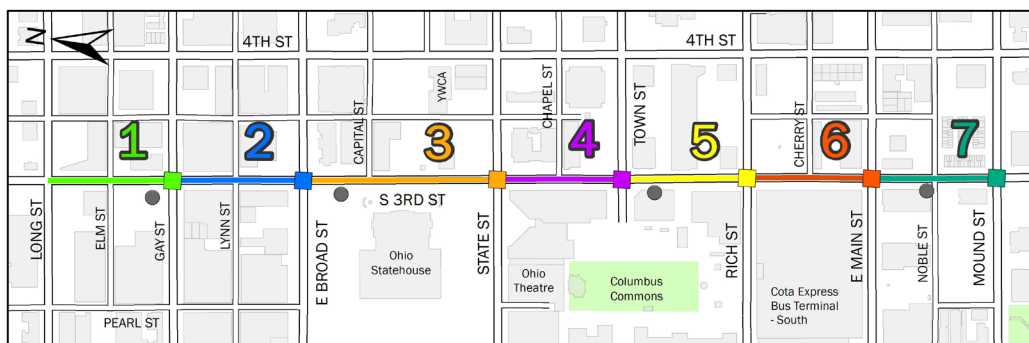 N
4TH ST
4TH ST
YWCA
CHAPEL ST
TOWN ST
CAPITAL ST
CHERRY ST
1
2
3
4
5
6
7
S 3RD ST
LONG ST
ELM ST
GAY ST
LYNN ST
E BROAD ST
STATE ST
RICH ST
E MAIN ST
NOBLE ST
MOUND ST
Ohio
Statehouse
Ohio
Theatre
Columbus
Commons
Cota Express
Bus Terminal
- South
PEARL ST